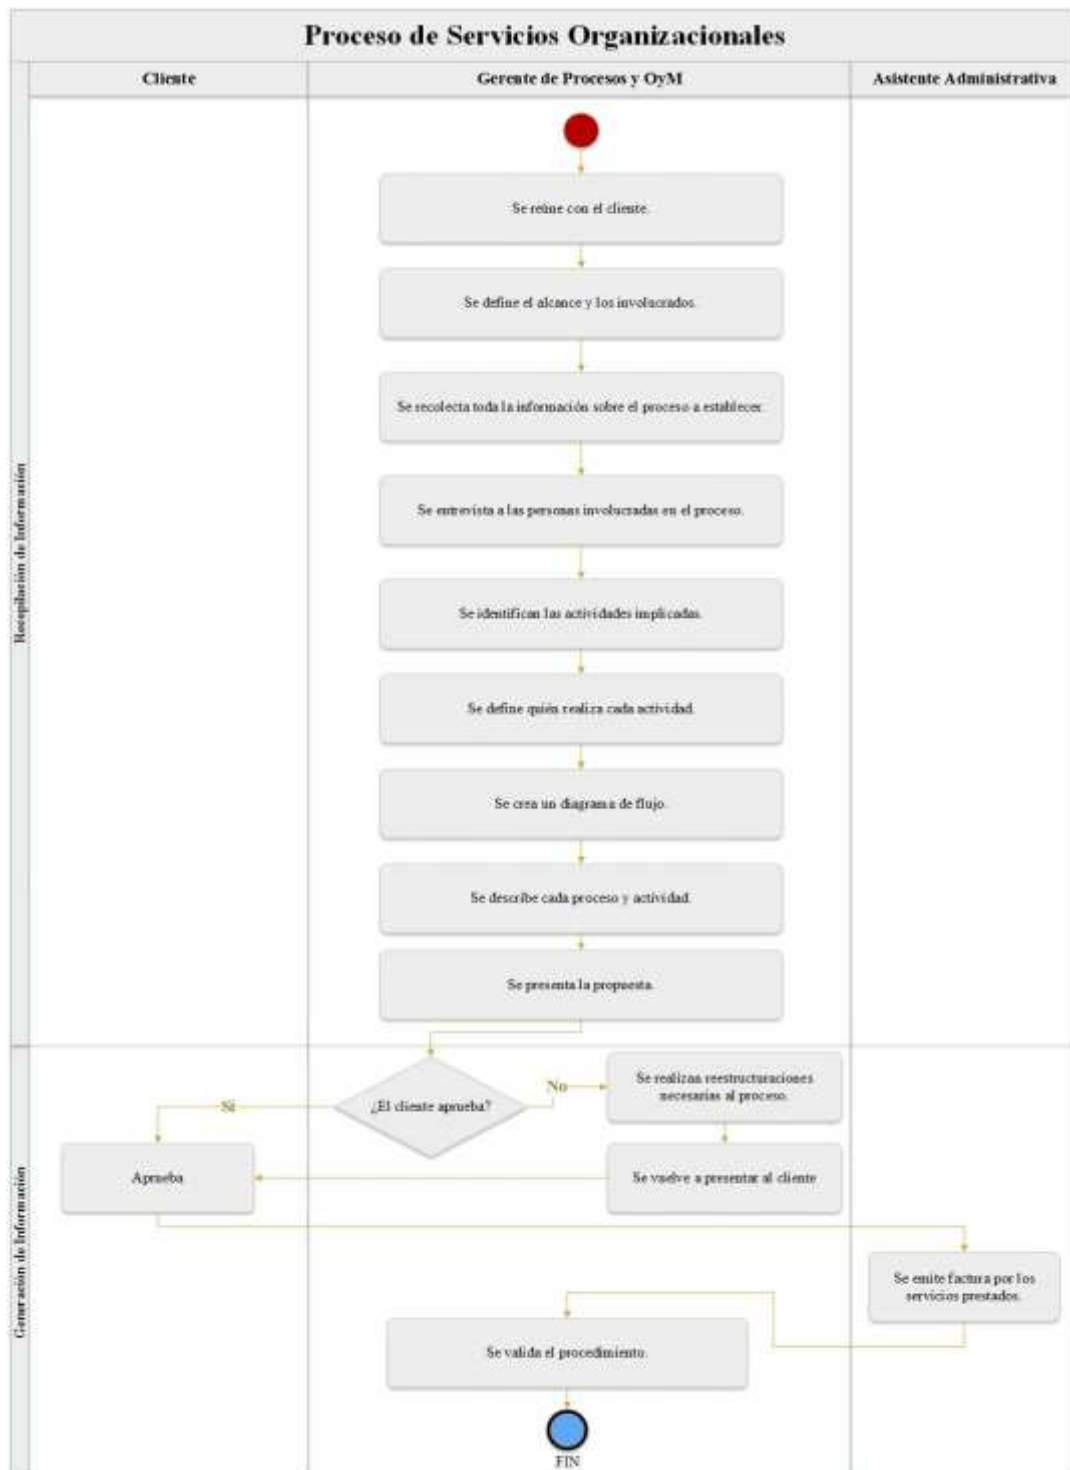 Proceso de Servicios Organizacionales
Cliente
Gerente de Procesos y OyM
Asistente Administrativa
Recopilación de Información
Se reúne con el cliente.
Se define el alcance y los involucrados.
Se recolecta toda la información sobre el proceso a establecer.
Se entrevista a las personas involucradas en el proceso.
Se identifican las actividades implicadas.
Se define quién realiza cada actividad.
Se crea un diagrama de flujo.
Se describe cada proceso y actividad.
Se presenta la propuesta.
Generación de Información
¿El cliente aprueba?
No
Se realizan reestructuraciones
necesarias al proceso.
Si
Aprueba
Se vuelve a presentar al cliente
Se emite factura por los
servicios prestados.
Se valida el procedimiento.
FIN